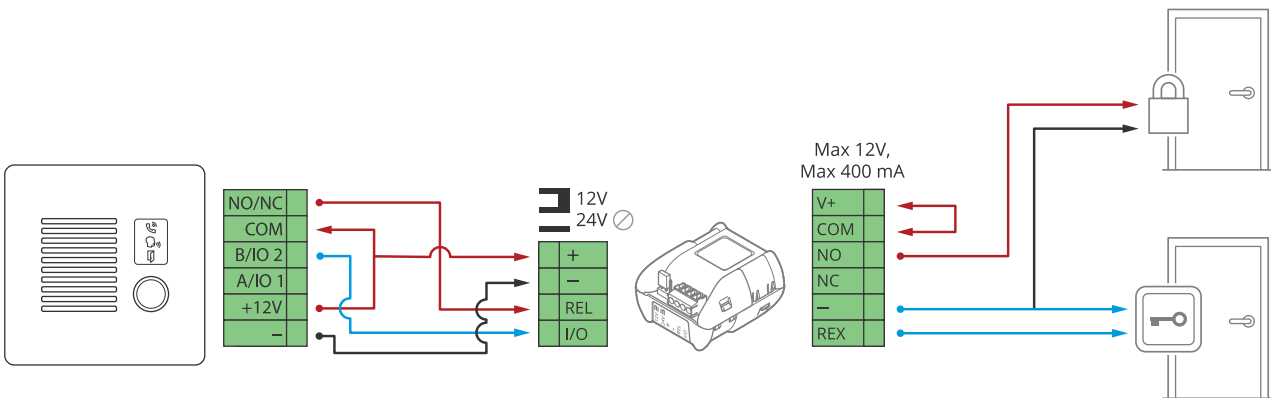 NO/NC
COM
B/IO 2
A/IO 1
+12V
–
12V
24V
+
–
REL
I/O
Max 12V,
Max 400 mA
V+
COM
NO
NC
–
REX